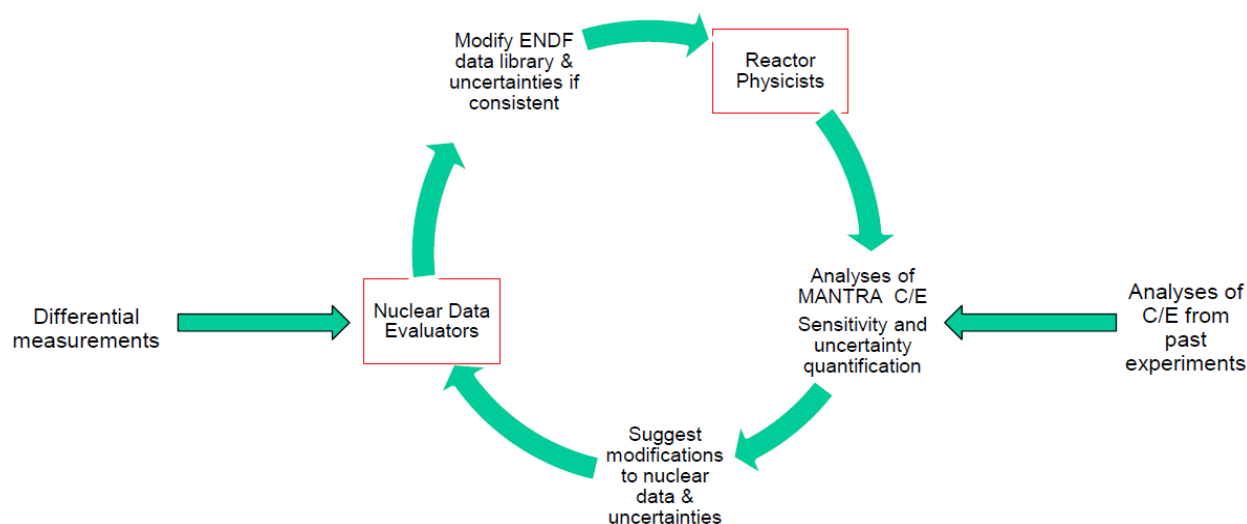 Modify ENDF
data library &
uncertainties if
consistent
Reactor
Physicists
Analyses of
MANTRA C/E
Sensitivity and
uncertainty
quantification
Analyses of
C/E from
past
experiments
Suggest
modifications
to nuclear
data &
uncertainties
Nuclear Data
Evaluators
Differential
measurements